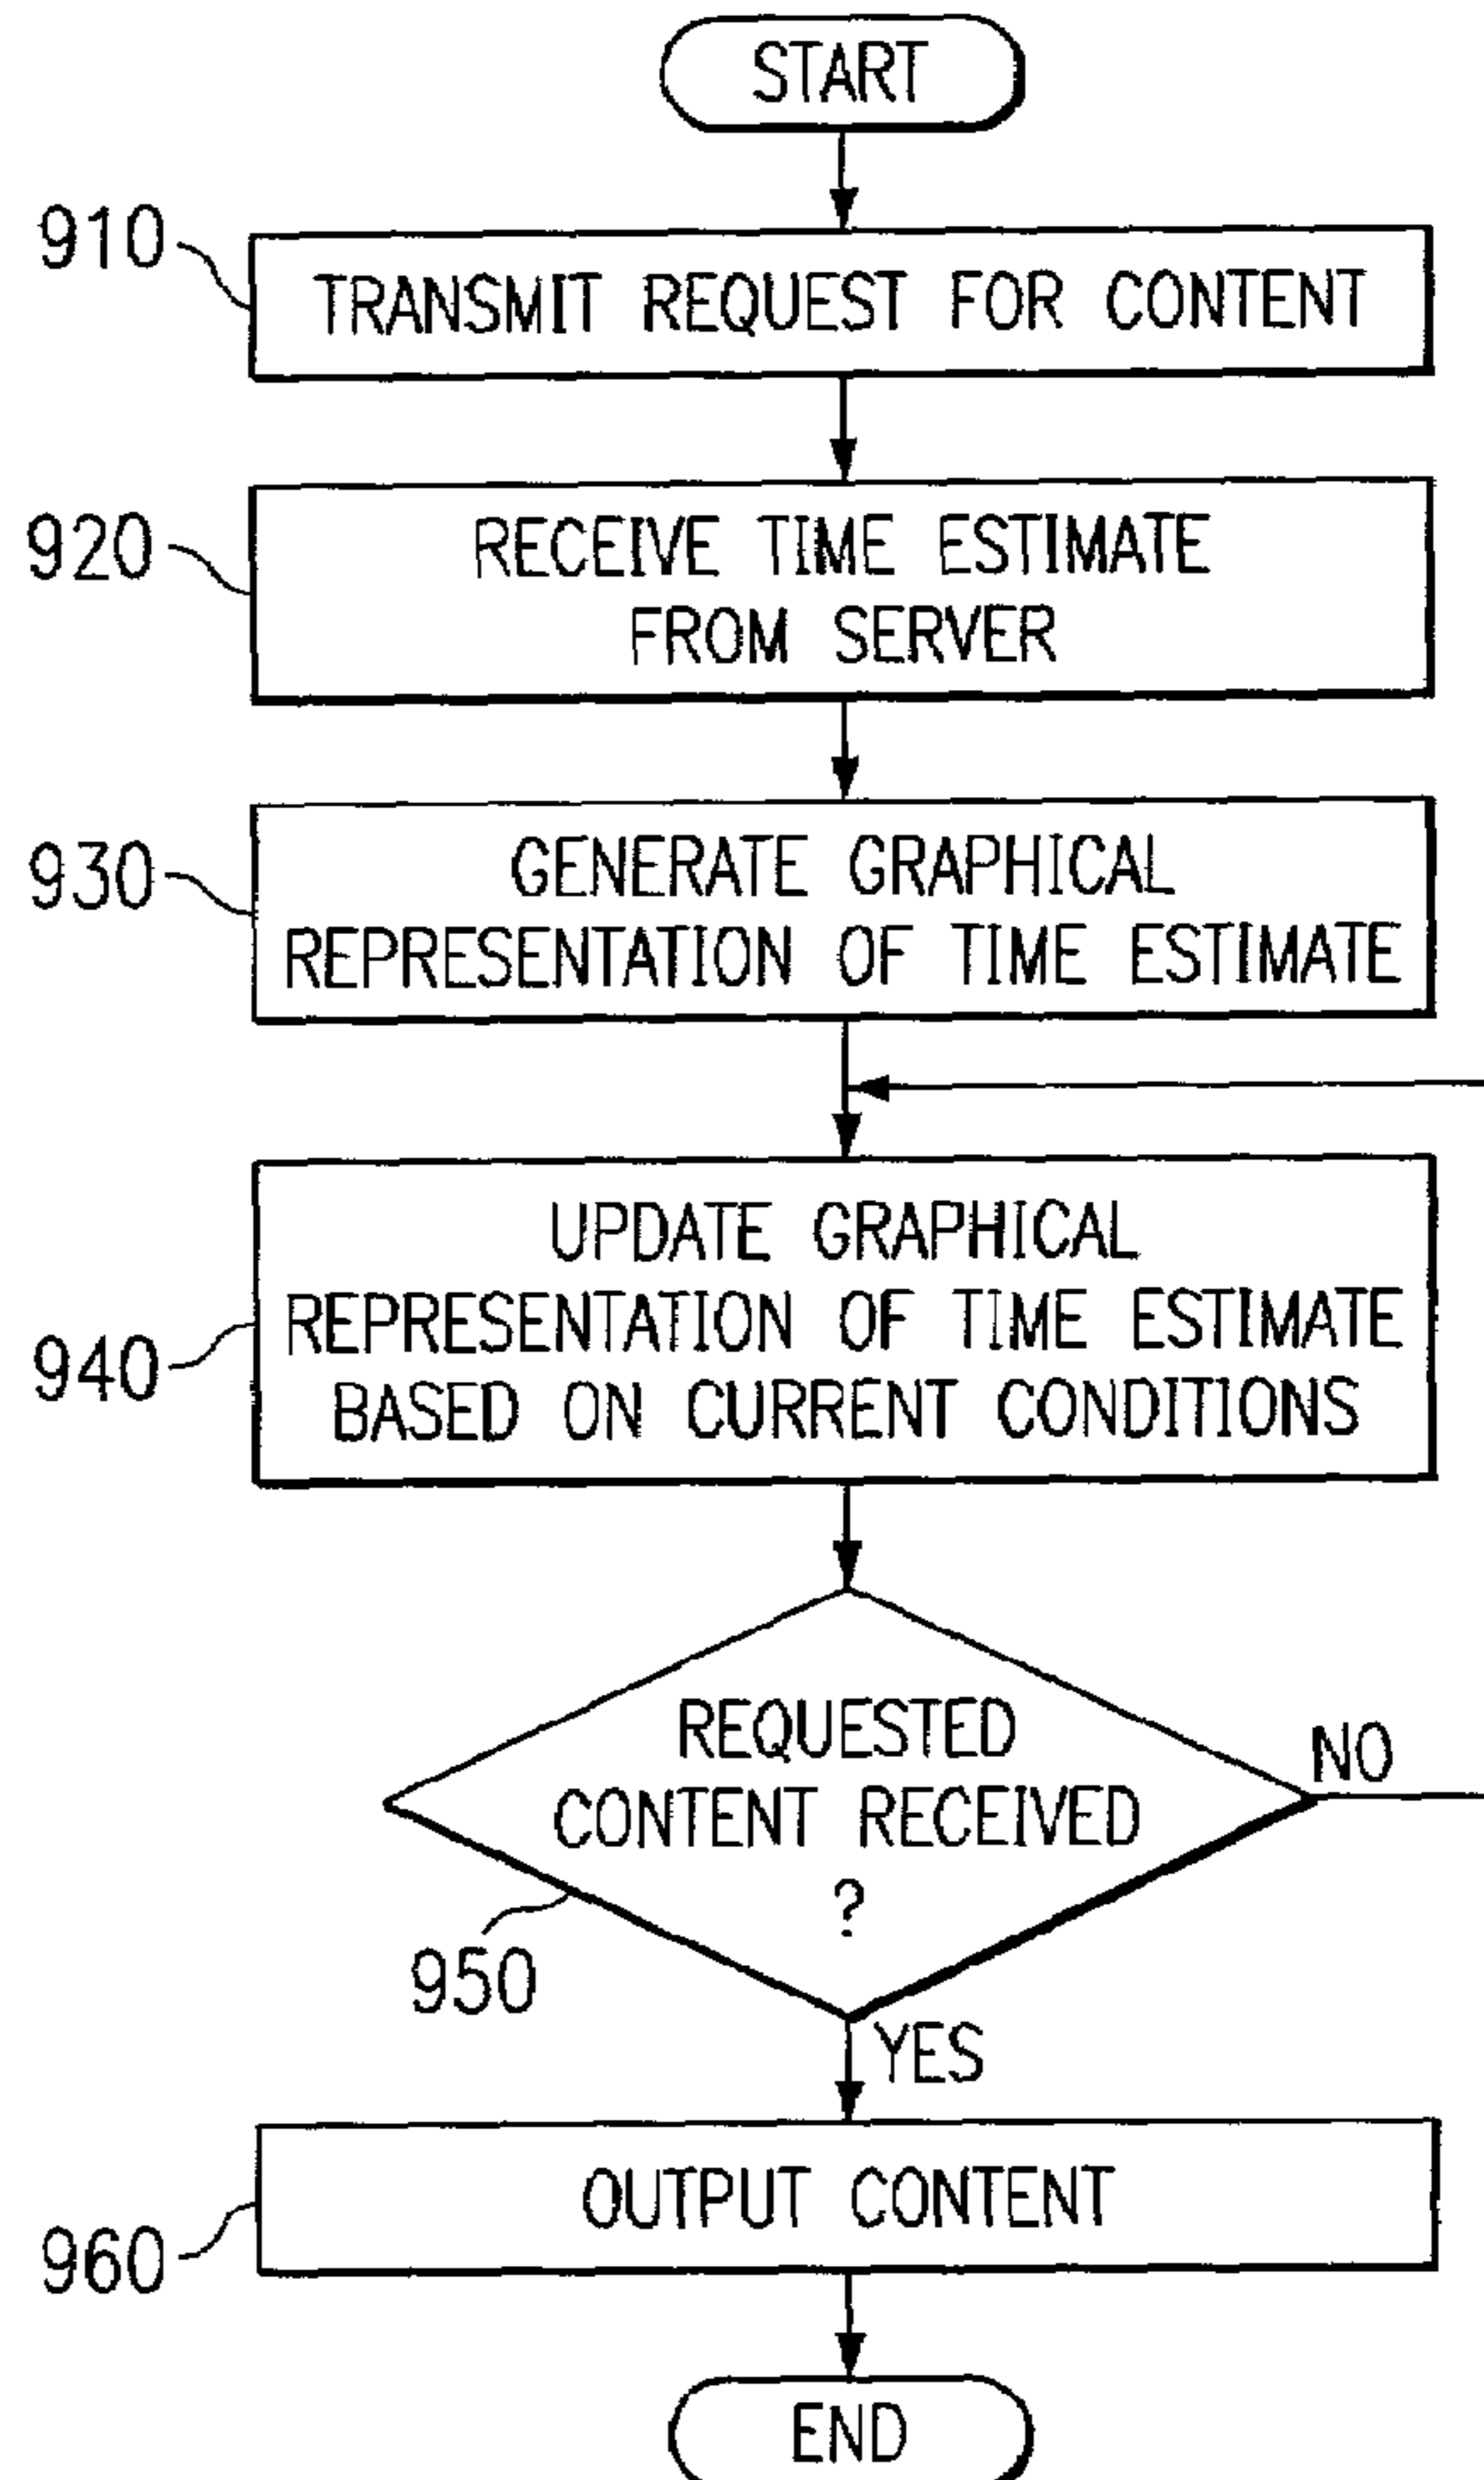 START
910
TRANSMIT REQUEST FOR CONTENT
920
RECEIVE TIME ESTIMATE
FROM SERVER
930
GENERATE GRAPHICAL
REPRESENTATION OF TIME ESTIMATE
940
UPDATE GRAPHICAL
REPRESENTATION OF TIME ESTIMATE
BASED ON CURRENT CONDITIONS
REQUESTED
CONTENT RECEIVED
?
NO
950
YES
OUTPUT CONTENT
960
END